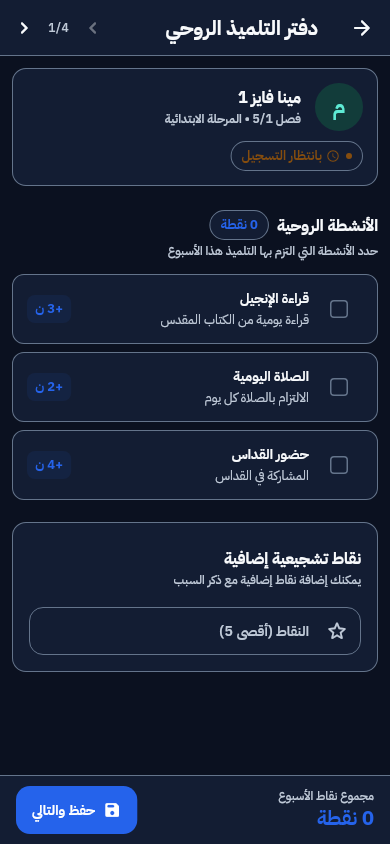 دفتر التلميذ الروحي
1/4
م
مينا فايز 1
فصل 5/1 • المرحلة الابتدائية
بانتظار التسجيل
الأنشطة الروحية
0 نقطة
حدد الأنشطة التي التزم بها التلميذ هذا الأسبوع
قراءة الإنجيل
قراءة يومية من الكتاب المقدس
+3 ن
الصلاة اليومية
الالتزام بالصلاة كل يوم
+2 ن
حضور القداس
المشاركة في القداس
+4 ن
نقاط تشجيعية إضافية
يمكنك إضافة نقاط إضافية مع ذكر السبب
النقاط (أقصى 5)
مجموع نقاط الأسبوع
0 نقطة
حفظ والتالي